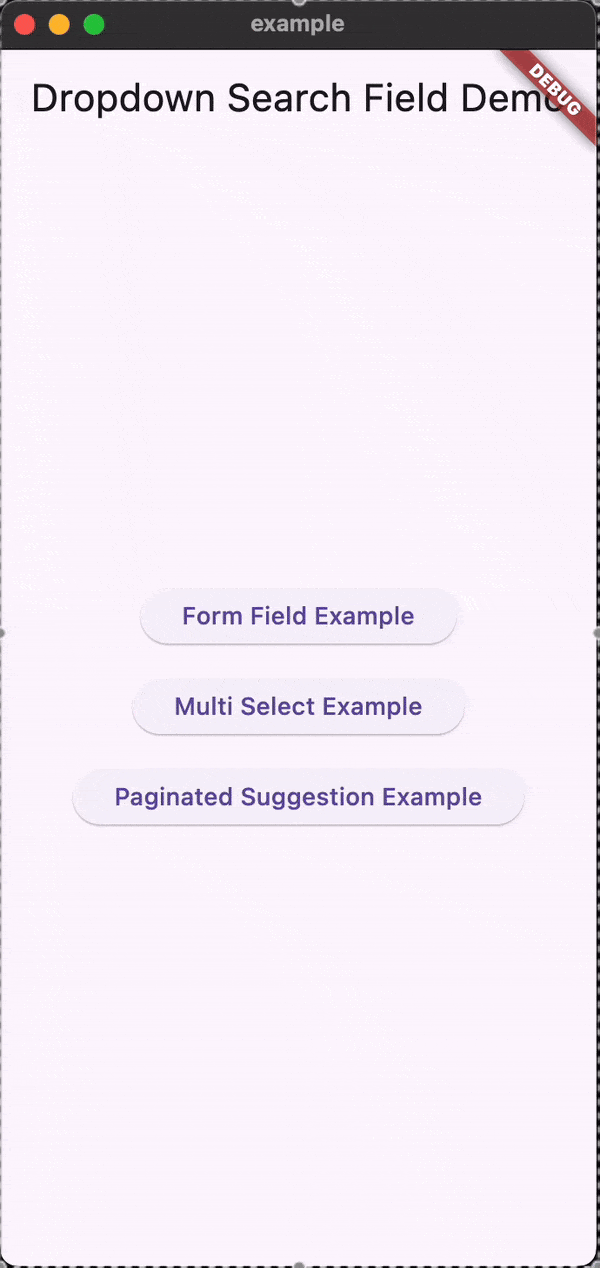 example
Dropdown Search Field Demo
DEBUG
Form Field Example
Multi Select Example
Paginated Suggestion Example